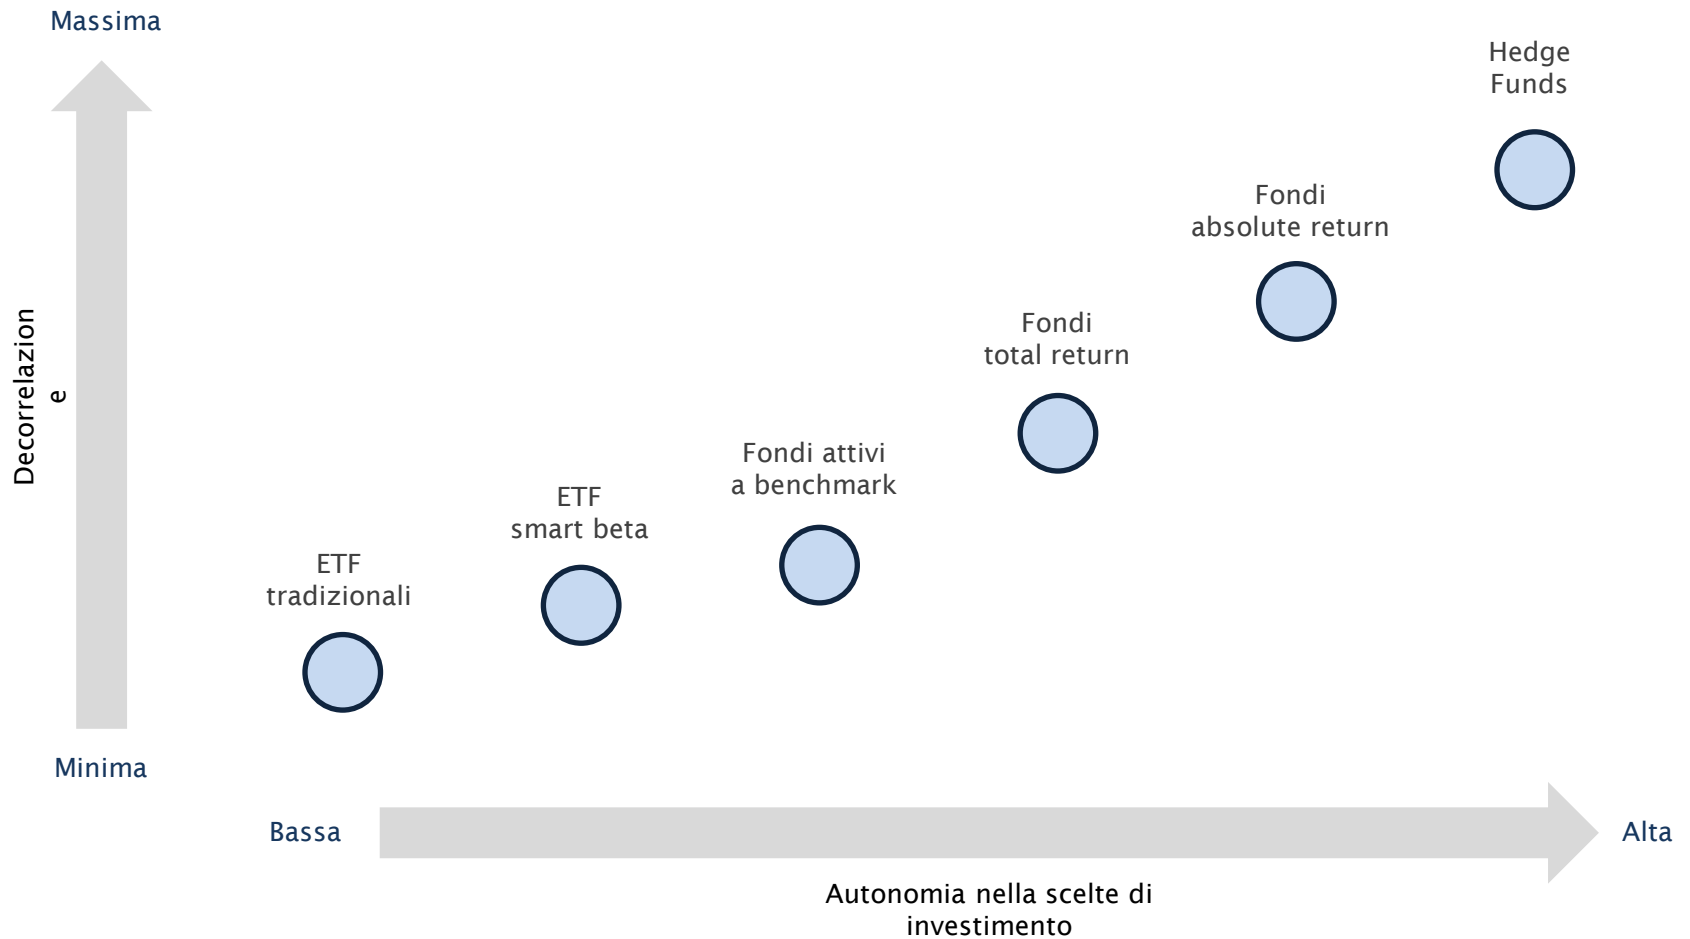 Massima
Hedge
Funds
Fondi
absolute return
Fondi
total return
Decorrelazion
e
Fondi attivi
a benchmark
ETF
smart beta
ETF
tradizionali
Minima
Bassa
Alta
Autonomia nella scelte di
investimento